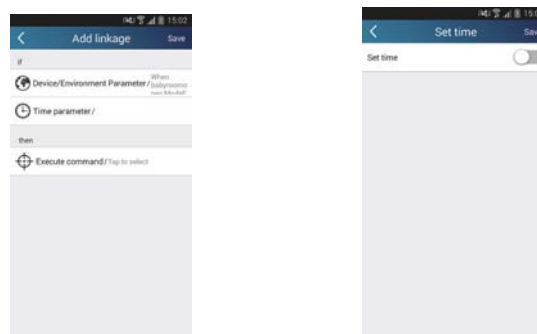 15:02
Add linkage
Save
if
Device/Environment Parameter/
When
Time parameter/
then
Execute command/Tap to select
Set time
Set time